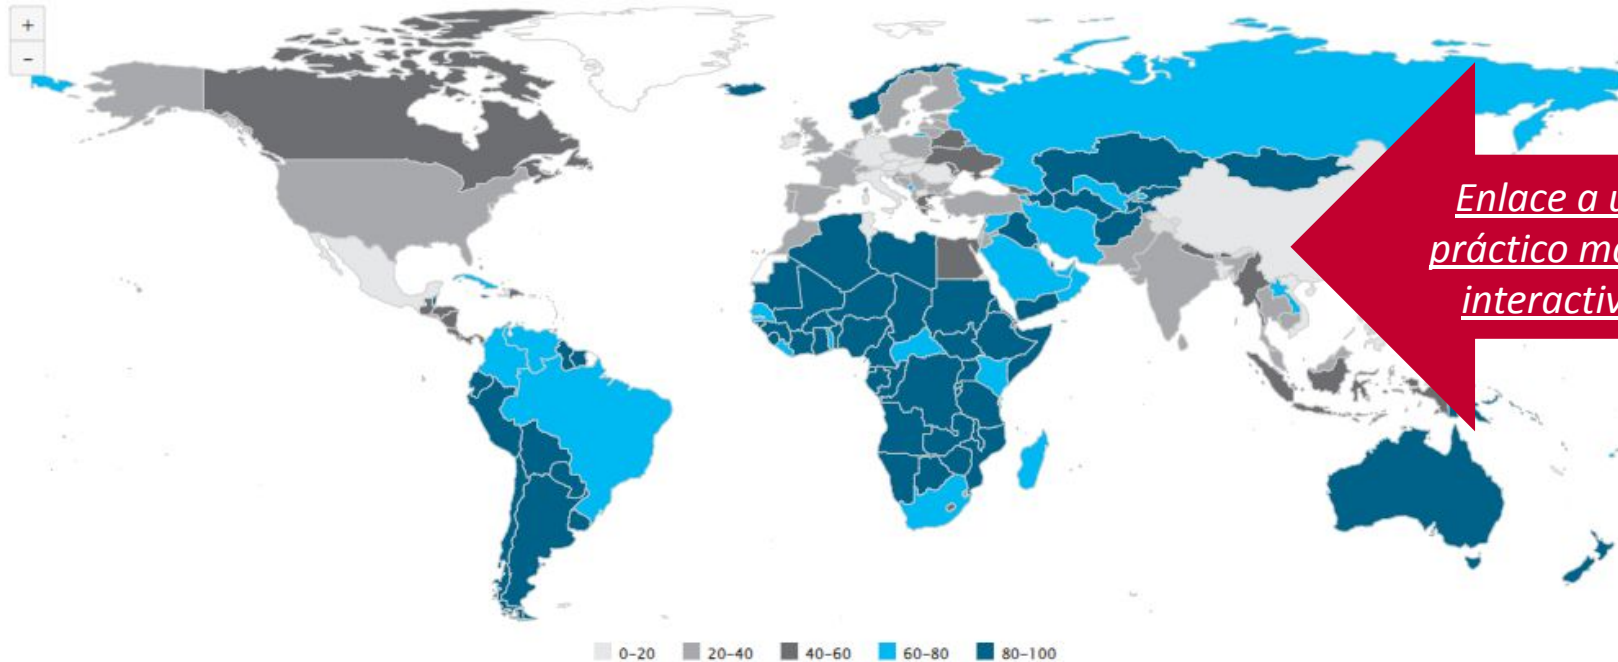 +
-
Enlace a u
práctico ma
interactiv
0-20 20-40 40-60 60-80 80-100